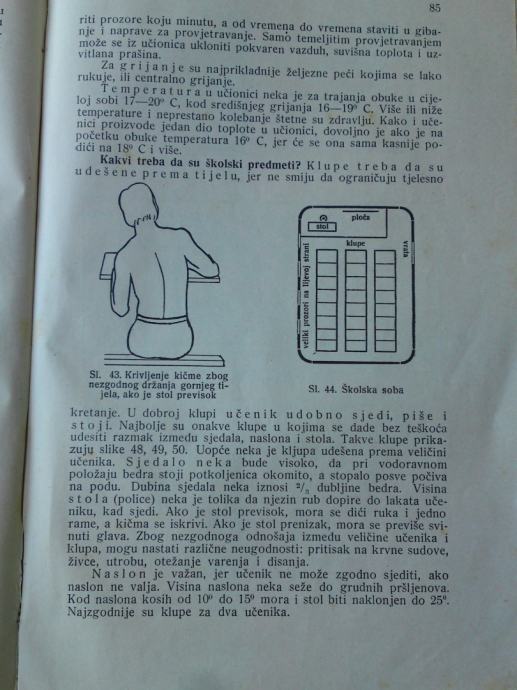 85
riti prozore koju minutu, a od vremena do vremena staviti u giba-
nje i naprave za provjetravanje. Samo temeljitim provjetravanjem
može se iz učionica ukloniti pokvaren vazduh, suvišna toplota i uz-
vitlana prašina.
Zagrijanje su najprikladnije željezne peći kojima se lako
rukuje, ili centralno grijanje.
Temperatura u učionici neka je za trajanja obuke u cije-
loj sobi 17—20° C, kod središnjeg grijanja 16—19° C. Više ili niže
temperature i neprestano kolebanje štetne su zdravlju. Kako i uče-
nici proizvode jedan dio toplote u učionici, dovoljno je ako je na
početku obuke temperatura 16° C, jer će se ona sama kasnije po-
dići na 18° C i više.
Kakvi treba da su školski predmeti? Klupe treba da su
udešene prema tijelu, jer ne smiju da ograničuju tjelesno
ploča
stol
klupe
vrata
veliki prozori na lijevoj strani
Sl. 43. Krivljenje kičme zbog
nezgodnog držanja gornjeg ti-
jela, ako je stol previsok
Sl. 44. Školska soba
kretanje. U dobroj klupi učenik udobno sjedi, piše i
stoji. Najbolje su onakve klupe u kojima se dade bez teškoća
udesiti razmak između sjedala, naslona i stola. Takve klupe prika-
zuju slike 48, 49, 50. Uopće neka je kljupa udešena prema veličini
učenika. Sjedalo neka bude visoko, da pri vodoravnom
položaju bedra stoji potkoljenica okomito, a stopalo posve počiva
na podu. Dubina sjedala neka iznosi dubljine bedra. Visina
stola (police) neka je tolika da njezin rub dopire do lakata uče-
niku, kad sjedi. Ako je stol previsok, mora se dići ruka i jedno
rame, a kičma se iskrivi. Ako je stol prenizak, mora se previše svi-
nuti glava. Zbog nezgodnoga odnošaja između veličine učenika i
klupa, mogu nastati različne neugodnosti: pritisak na krvne sudove,
živce, utrobu, otežanje varenja i disanja.
Naslon je važan, jer učenik ne može zgodno sjediti, ako
naslon ne valja. Visina naslona neka seže do grudnih pršljenova.
Kod naslona kosih od 10° do 15° mora i stol biti naklonjen do 25°.
Najzgodnije su klupe za dva učenika.